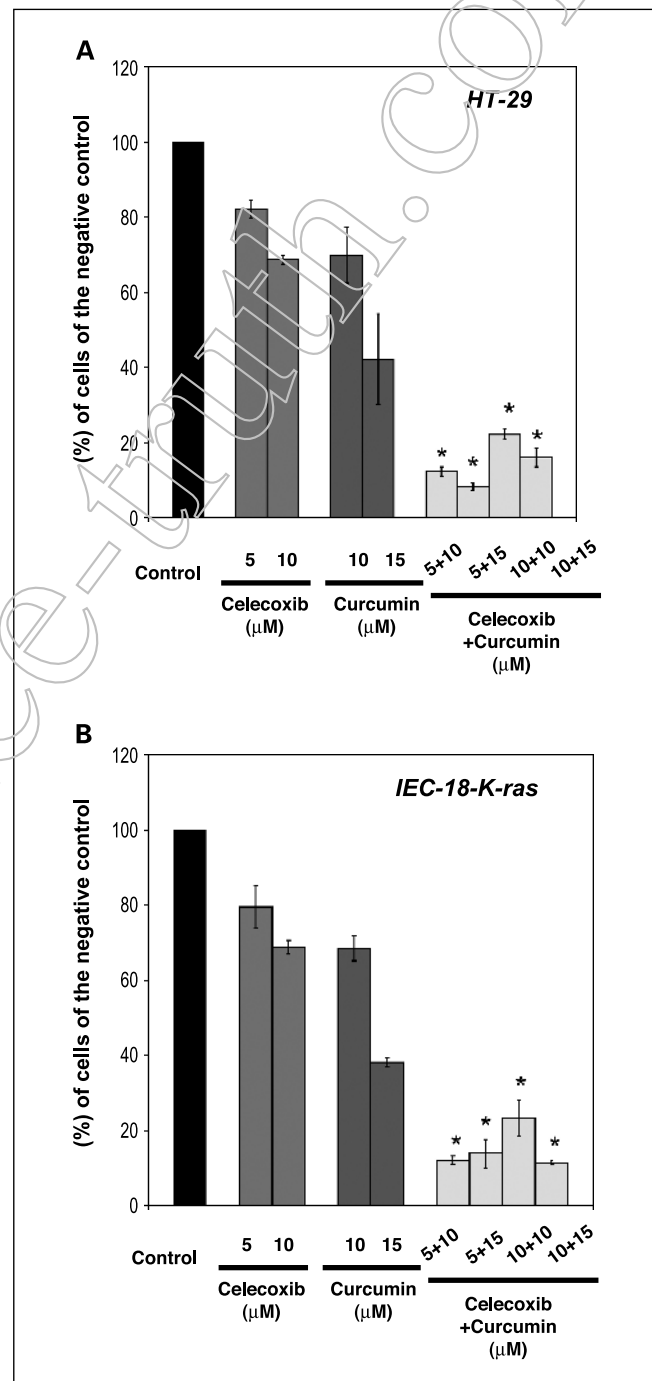 A
120
100
80
60
40
20
0
(%) of cells of the negative control
HT-29
* * * *
Control
5 10
Celecoxib
(μM)
10 15
Curcumin
(μM)
5+10 5+15 10+10 10+15
Celecoxib
+Curcumin
(μM)
B
120
100
80
60
40
20
0
(%) of cells of the negative control
IEC-18-K-ras
* * * *
Control
5 10
Celecoxib
(μM)
10 15
Curcumin
(μM)
5+10 5+15 10+10 10+15
Celecoxib
+Curcumin
(μM)
ce-truth.co